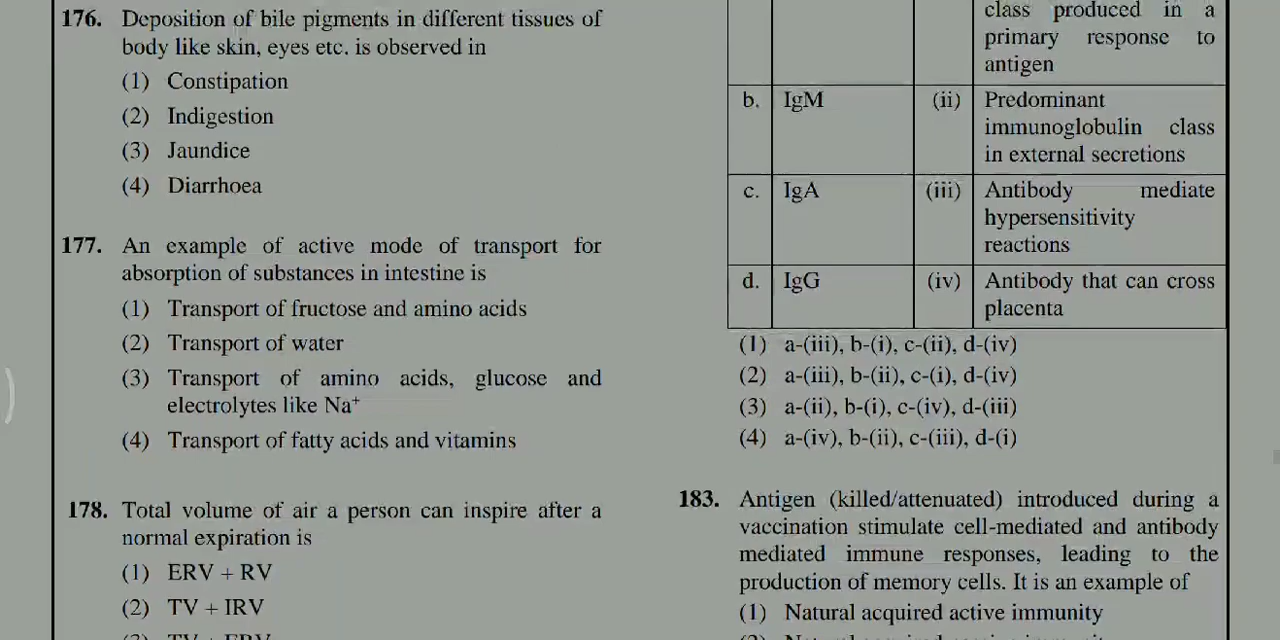 176. Deposition of bile pigments in different tissues of
body like skin, eyes etc. is observed in
(1) Constipation
(2) Indigestion
(3) Jaundice
(4) Diarrhoea
177. An example of active mode of transport for
absorption of substances in intestine is
(1) Transport of fructose and amino acids
(2) Transport of water
(3) Transport of amino acids, glucose and
electrolytes like Na⁺
(4) Transport of fatty acids and vitamins
178. Total volume of air a person can inspire after a
normal expiration is
(1) ERV + RV
(2) TV + IRV
class produced in a
primary response to
antigen
b. IgM (ii) Predominant
immunoglobulin class
in external secretions
c. IgA (iii) Antibody mediate
hypersensitivity
reactions
d. IgG (iv) Antibody that can cross
placenta
(1) a-(iii), b-(i), c-(ii), d-(iv)
(2) a-(iii), b-(ii), c-(i), d-(iv)
(3) a-(ii), b-(i), c-(iv), d-(iii)
(4) a-(iv), b-(ii), c-(iii), d-(i)
183. Antigen (killed/attenuated) introduced during a
vaccination stimulate cell-mediated and antibody
mediated immune responses, leading to the
production of memory cells. It is an example of
(1) Natural acquired active immunity